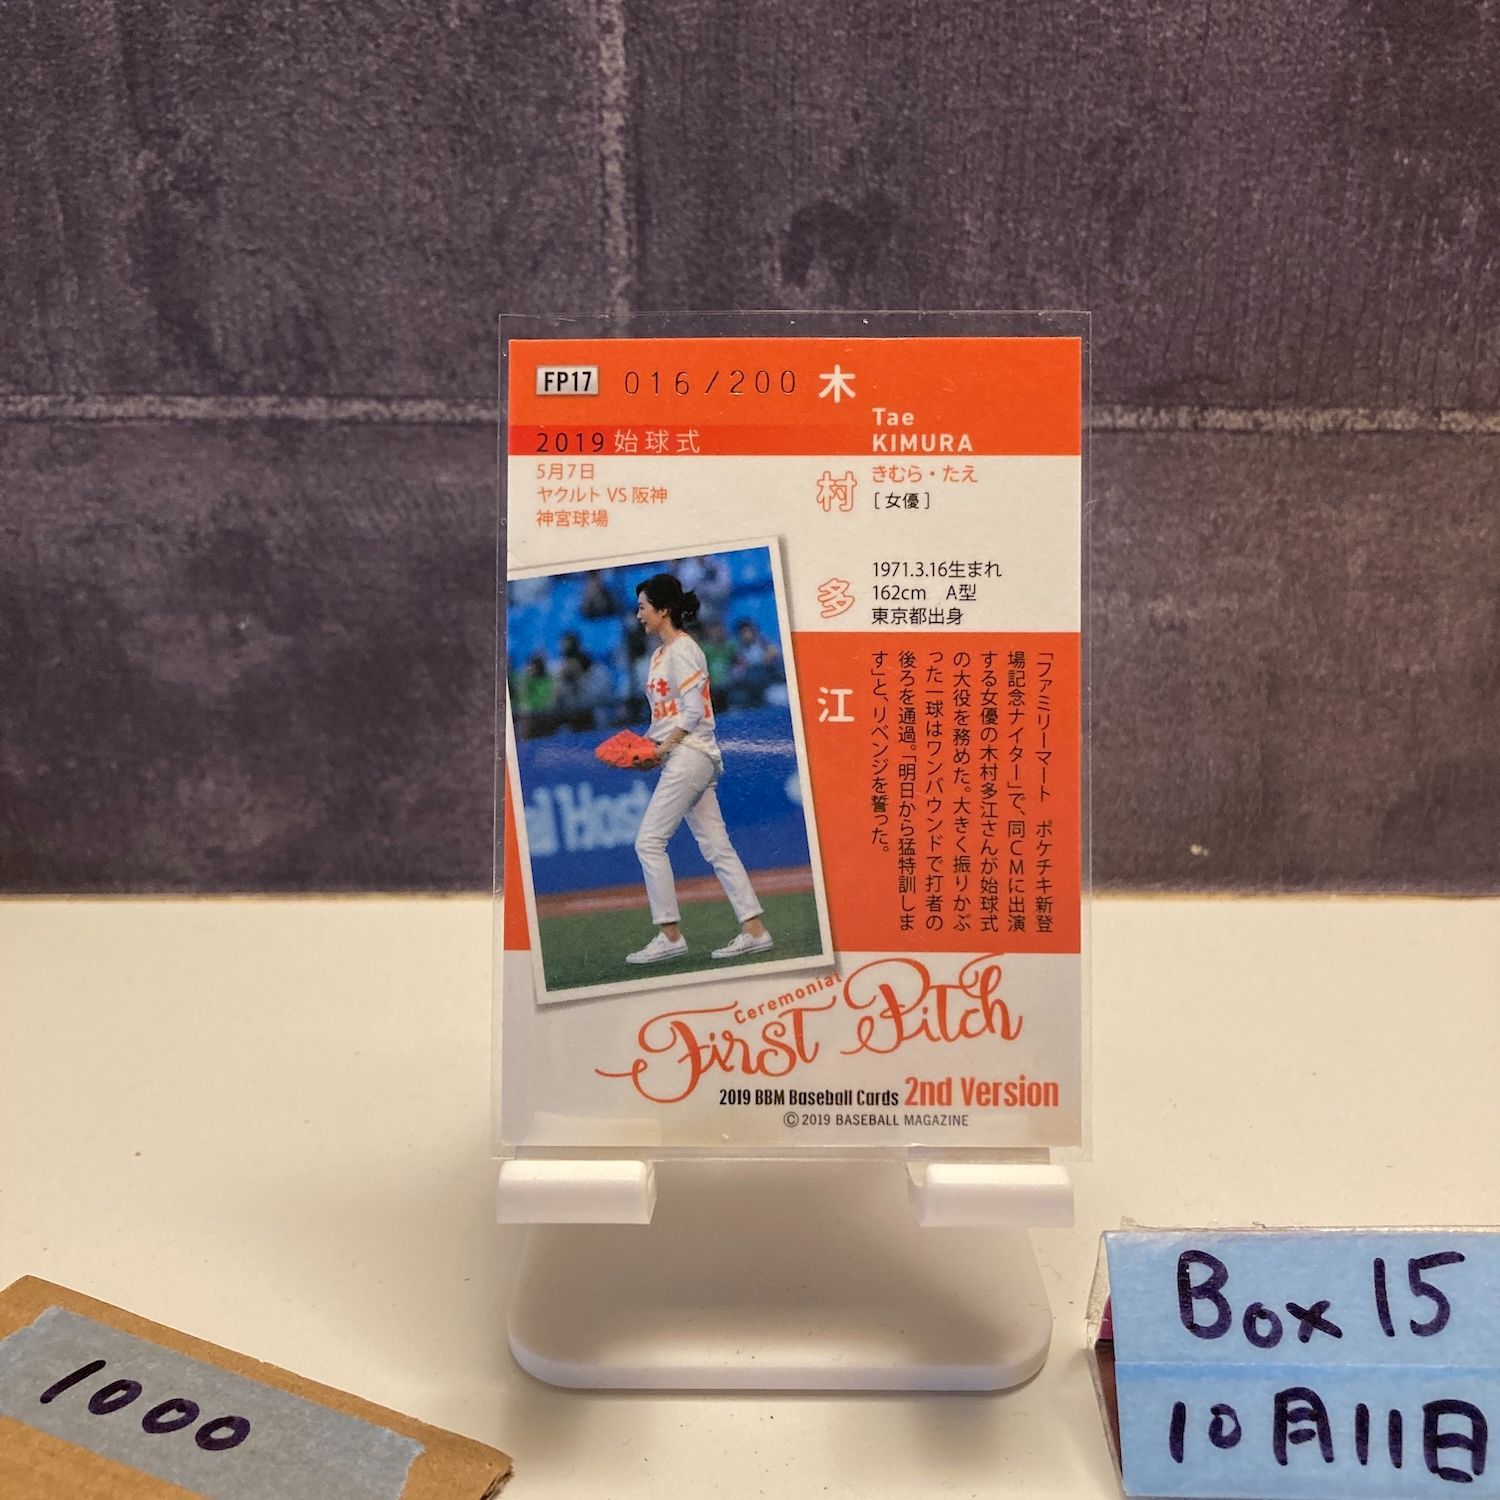 FP17 016/200
2019 始球式
5月7日
ヤクルト VS 阪神
神宮球場
木
村
多
江
Tae
KIMURA
きむら・たえ
[ 女優 ]
1971.3.16生まれ
162cm A型
東京都出身
「ファミリーマート ポケチキ新登
場記念ナイター」で、同CMに出演
する女優の木村多江さんが始球式
の大役を務めた。大きく振りかぶ
った一球はワンバウンドで打者の
後ろを通過。「明日から猛特訓しま
す」と、リベンジを誓った。
Ceremonial
First Pitch
2019 BBM Baseball Cards 2nd Version
© 2019 BASEBALL MAGAZINE
1000
Box 15
10月11日